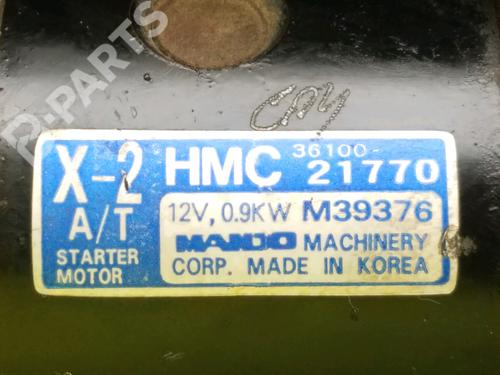 B-PARTS
X-2
A/T
STARTER
MOTOR
HMC 36100-
21770
12V, 0.9KW M39376
MANDO MACHINERY
CORP. MADE IN KOREA